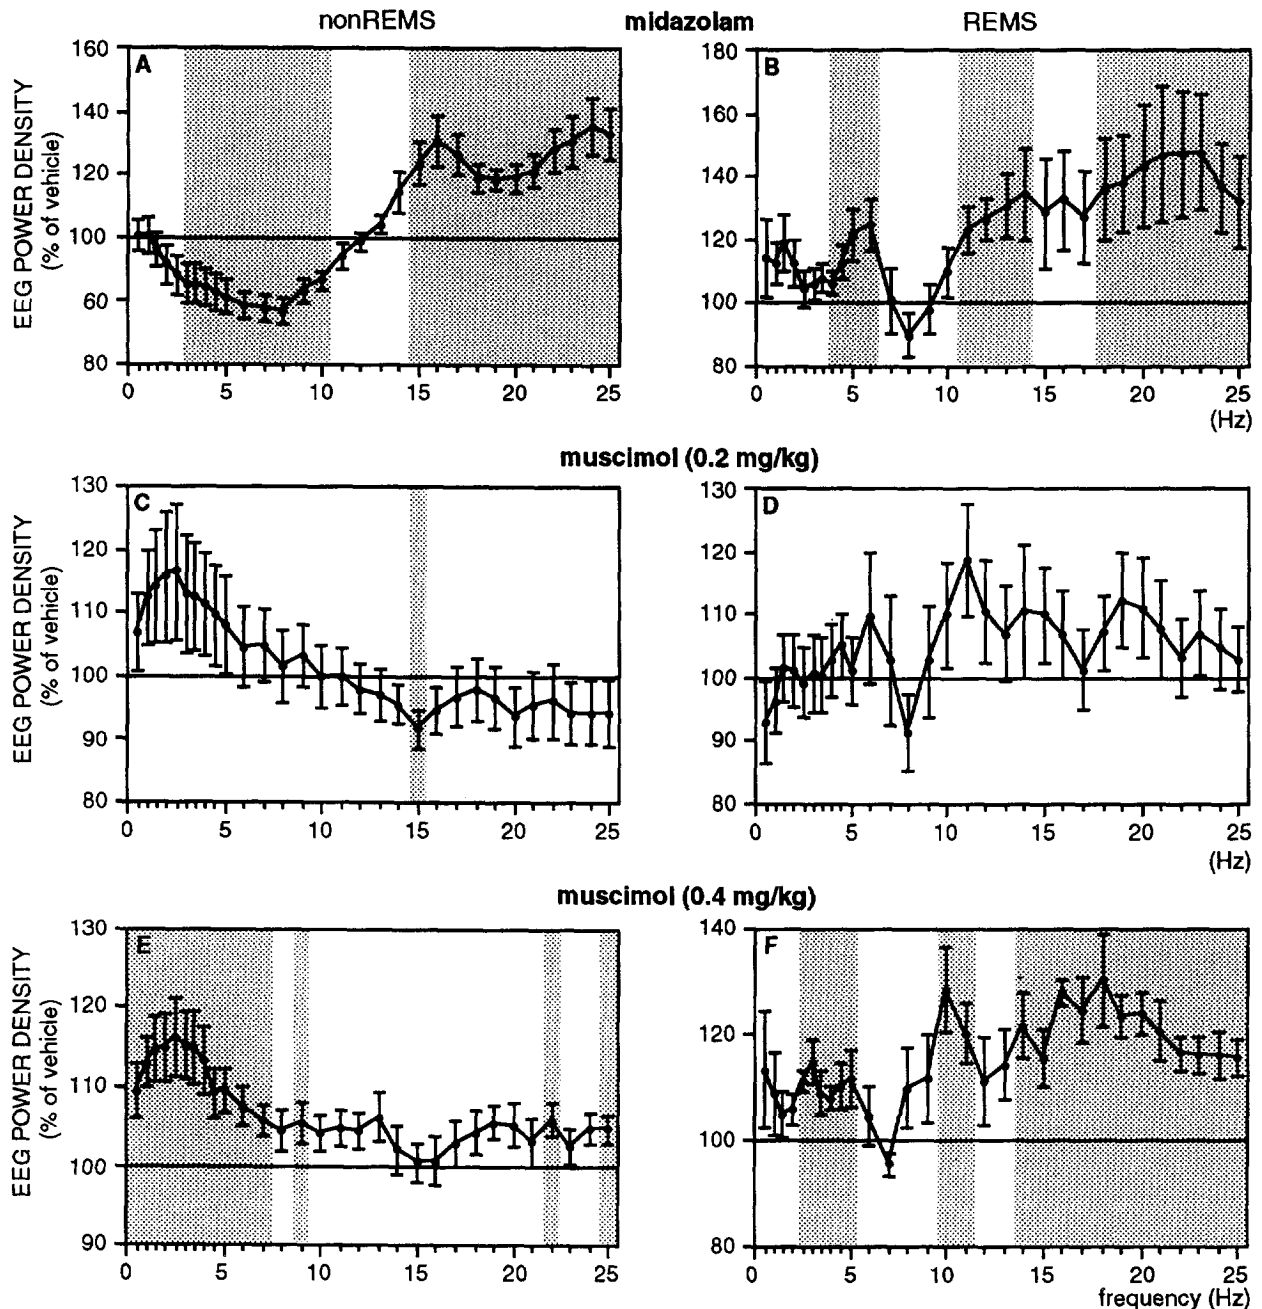 nonREMS midazolam REMS
EEG POWER DENSITY
(% of vehicle)
A
160
140
120
100
60
80
0 5 10 15 20 25
B
180
160
140
120
100
80
0 5 10 15 20 25
(Hz)
muscimol (0.2 mg/kg)
EEG POWER DENSITY
(% of vehicle)
C
130
120
110
100
90
80
0 5 10 15 20 25
D
130
120
110
100
90
80
0 5 10 15 20 25
(Hz)
muscimol (0.4 mg/kg)
EEG POWER DENSITY
(% of vehicle)
E
130
120
110
100
90
0 5 10 15 20 25
F
140
120
100
80
0 5 10 15 20 25
frequency (Hz)